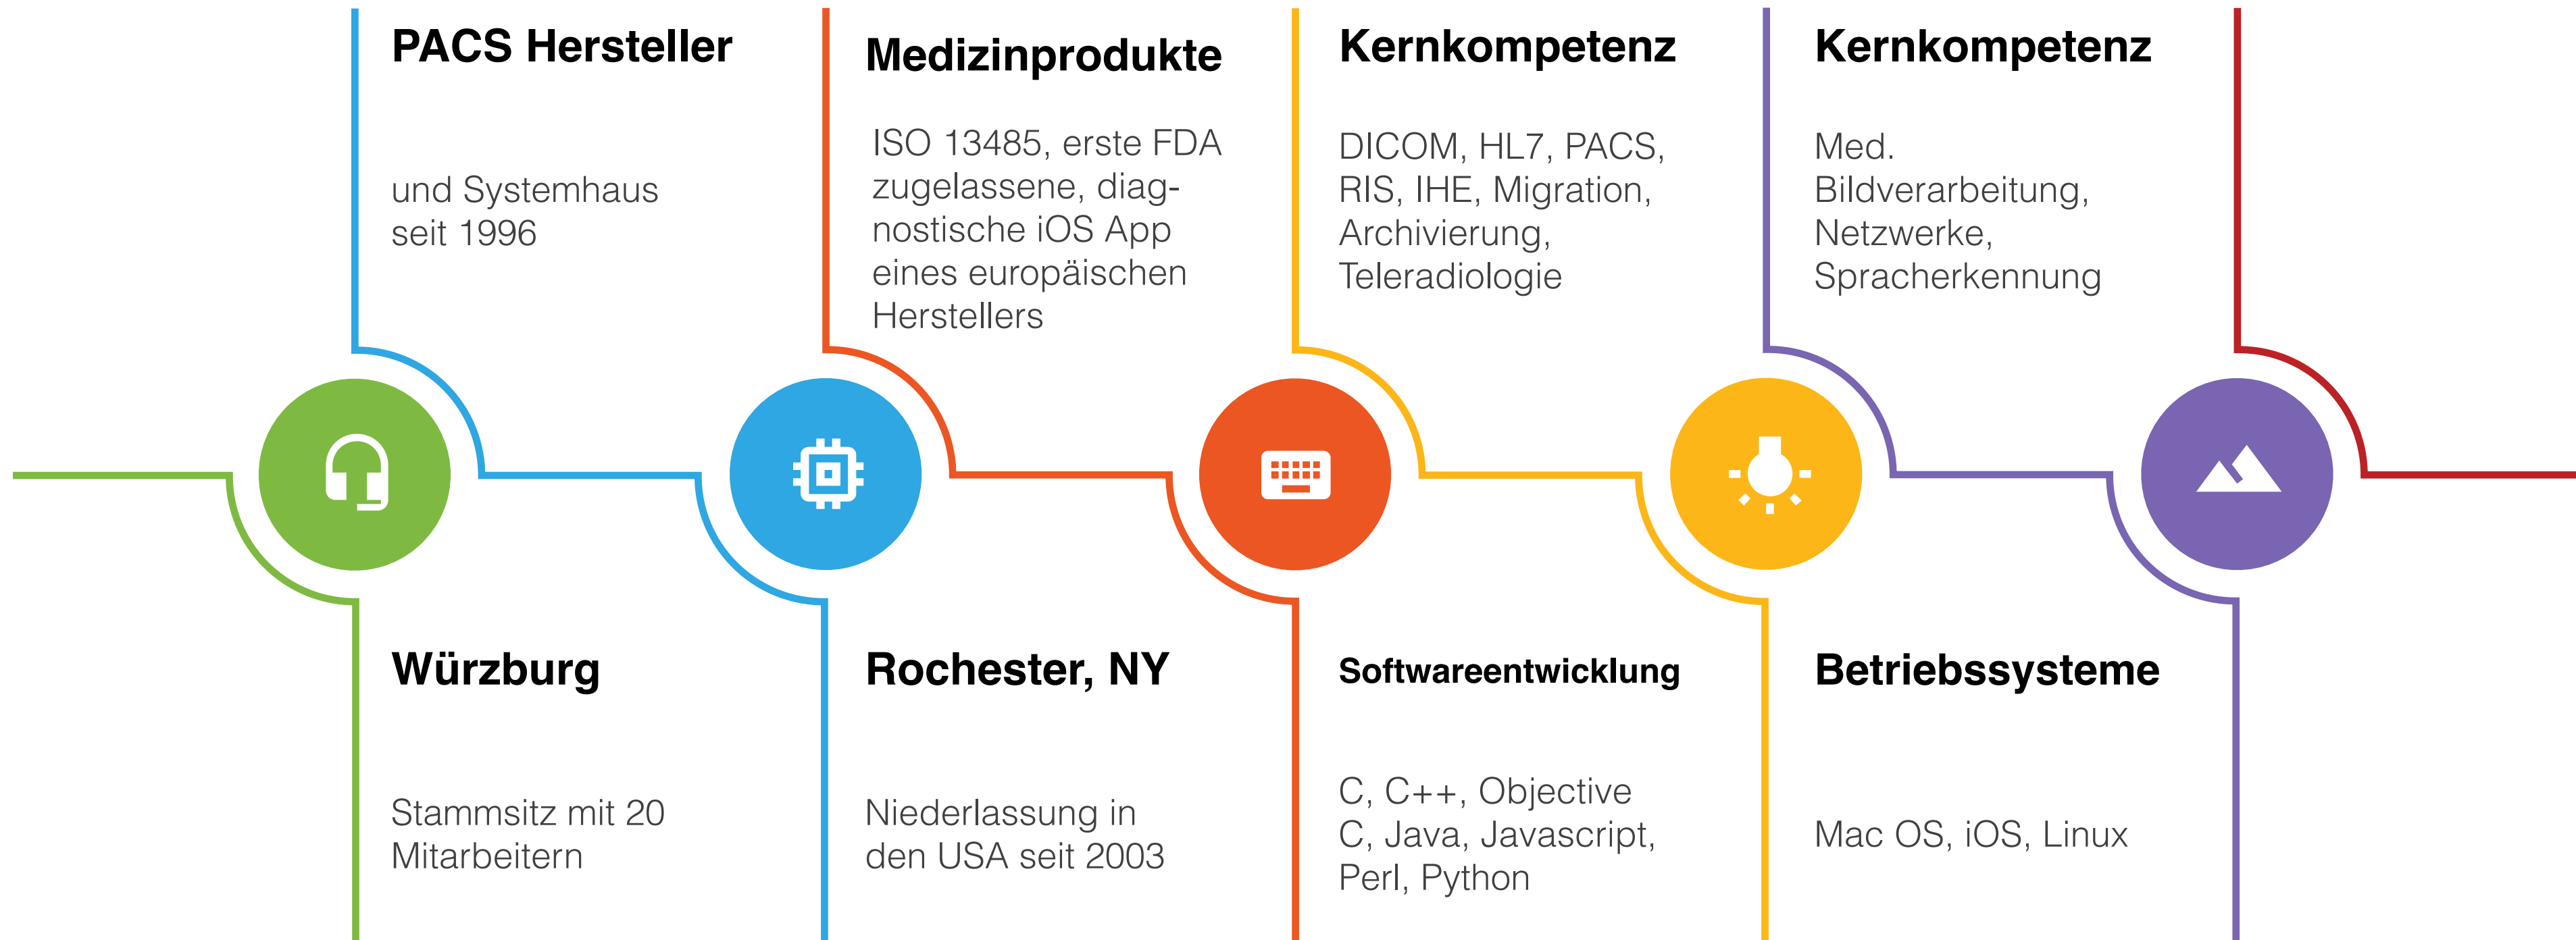 PACS Hersteller
und Systemhaus
seit 1996
Medizinprodukte
ISO 13485, erste FDA
zugelassene, diag-
nostische iOS App
eines europäischen
Herstellers
Kernkompetenz
DICOM, HL7, PACS,
RIS, IHE, Migration,
Archivierung,
Teleradiologie
Kernkompetenz
Med.
Bildverarbeitung,
Netzwerke,
Spracherkennung
Würzburg
Stammsitz mit 20
Mitarbeitern
Rochester, NY
Niederlassung in
den USA seit 2003
Softwareentwicklung
C, C++, Objective
C, Java, Javascript,
Perl, Python
Betriebssysteme
Mac OS, iOS, Linux